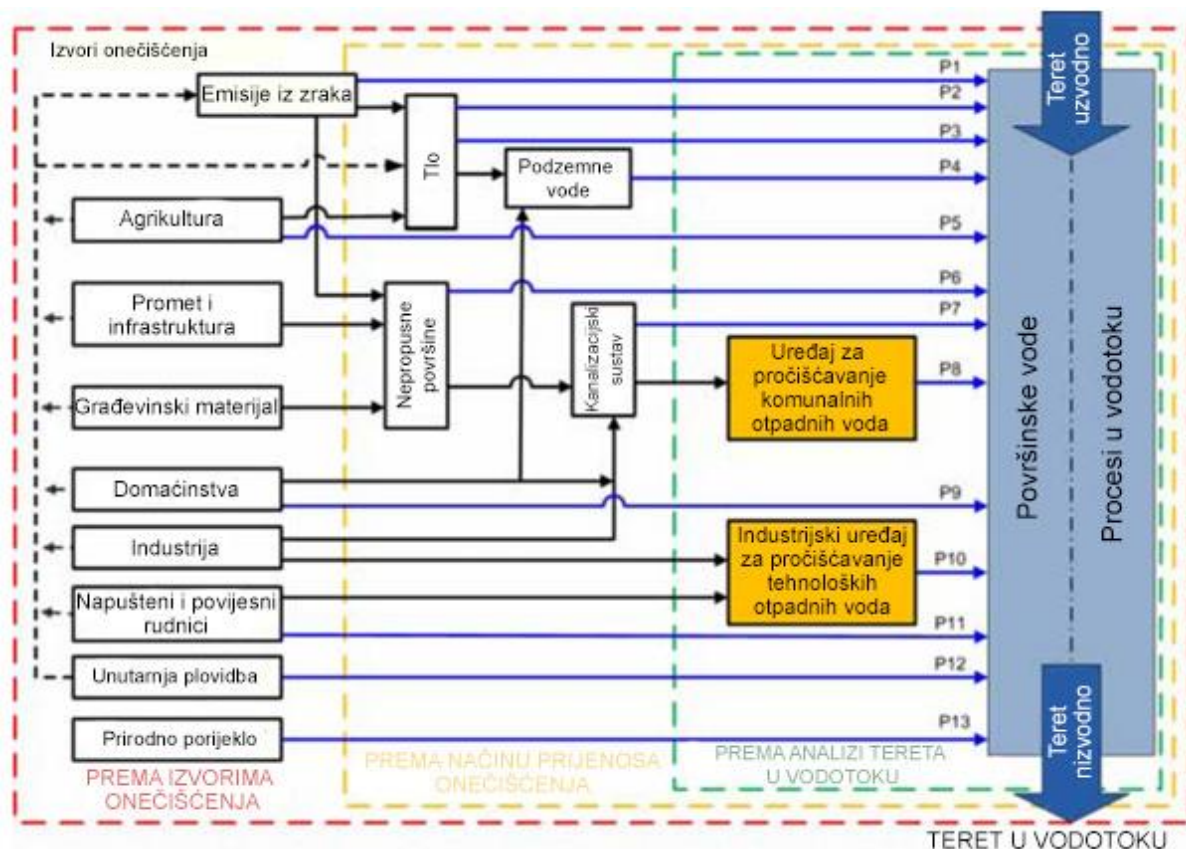 Izvori onečišćenja
Emisije iz zraka
Agrikultura
Promet i
infrastruktura
Građevinski materijal
Domaćinstva
Industrija
Napušteni i povijesni
rudnici
Unutarnja plovidba
Prirodno porijeklo
PREMA IZVORIMA
ONEČIŠĆENJA
Tlo
Podzemne
vode
Nepropusne
površine
Kanalizacijski
sustav
PREMA NAČINU PRIJENOSA
ONEČIŠĆENJA
Uređaj za
pročišćavanje
komunalnih
otpadnih voda
Industrijski uređaj
za pročišćavanje
tehnoloških
otpadnih voda
PREMA ANALIZI TERETA
U VODOTOKU
P1
P2
P3
P4
P5
P6
P7
P8
P9
P10
P11
P12
P13
Teret
uzvodno
Površinske vode
Procesi u vodotoku
Teret
nizvodno
TERET U VODOTOKU